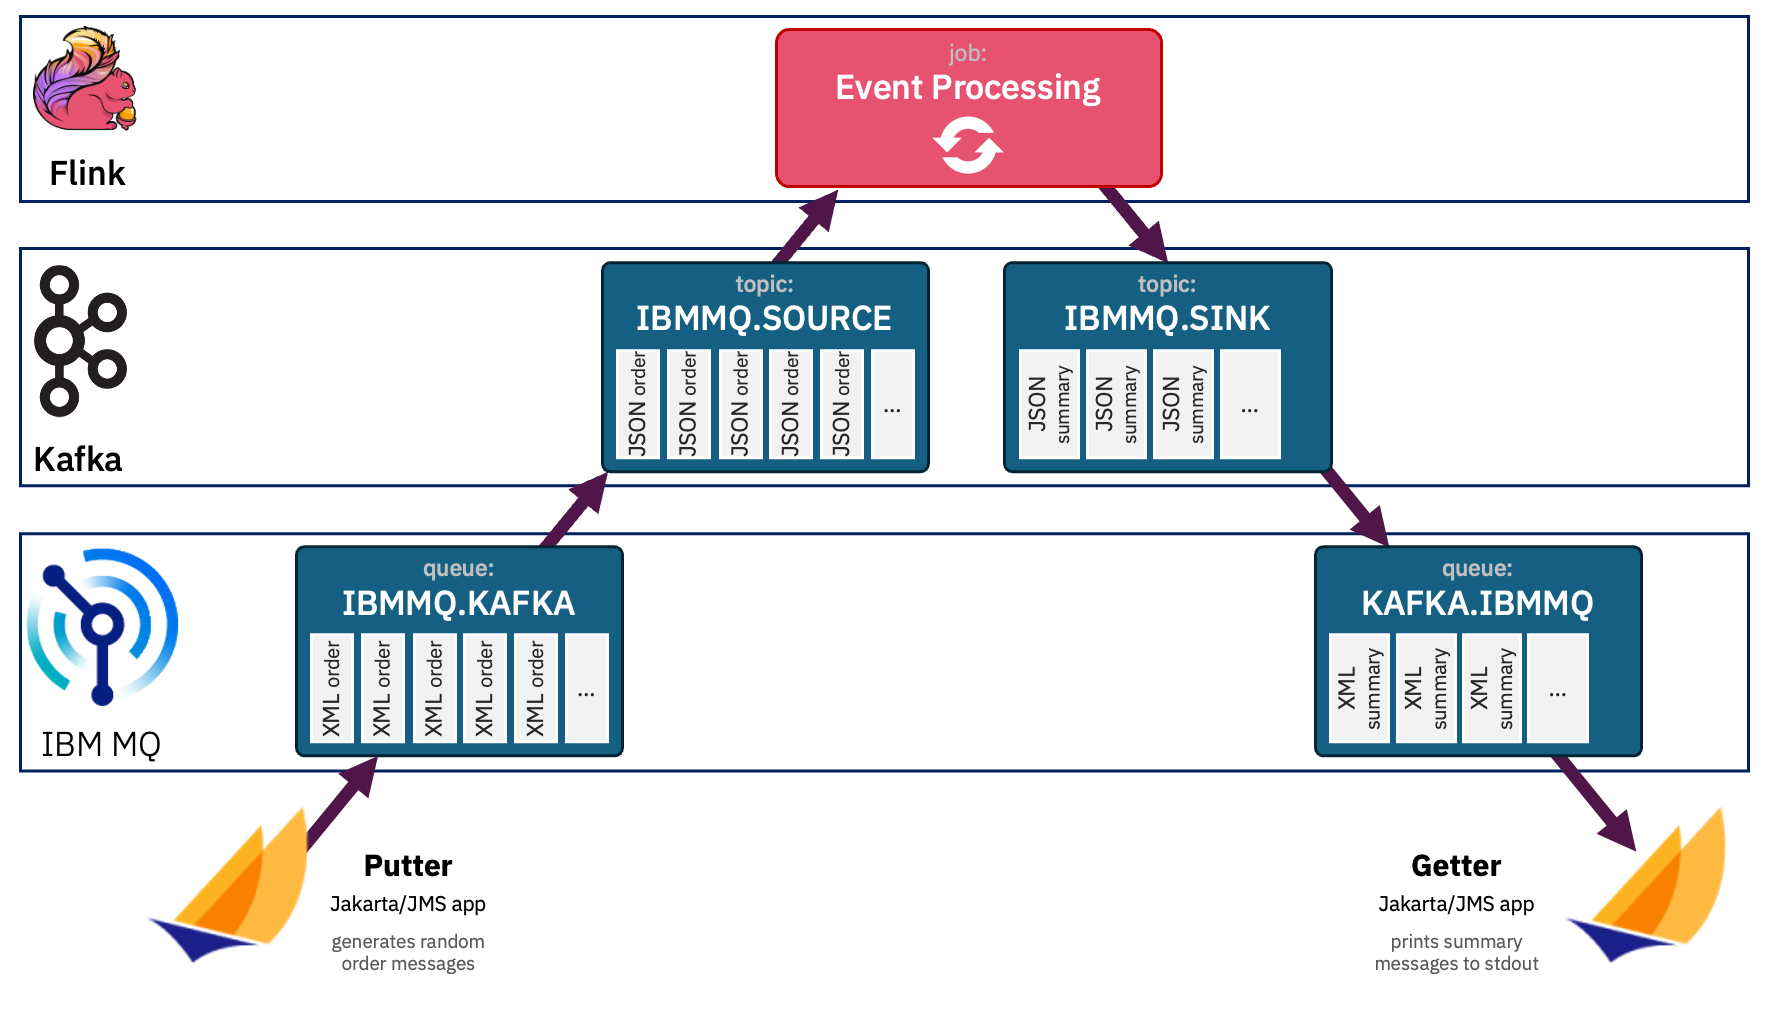 job:
Event Processing
Flink
topic:
IBMMQ.SOURCE
JSON order
JSON order
JSON order
JSON order
JSON order
...
topic:
IBMMQ.SINK
JSON
summary
JSON
summary
JSON
summary
...
Kafka
queue:
IBMMQ.KAFKA
XML order
XML order
XML order
XML order
XML order
...
queue:
KAFKA.IBMMQ
XML
summary
XML
summary
XML
summary
...
IBM MQ
Putter
Jakarta/JMS app
generates random
order messages
Getter
Jakarta/JMS app
prints summary
messages to stdout